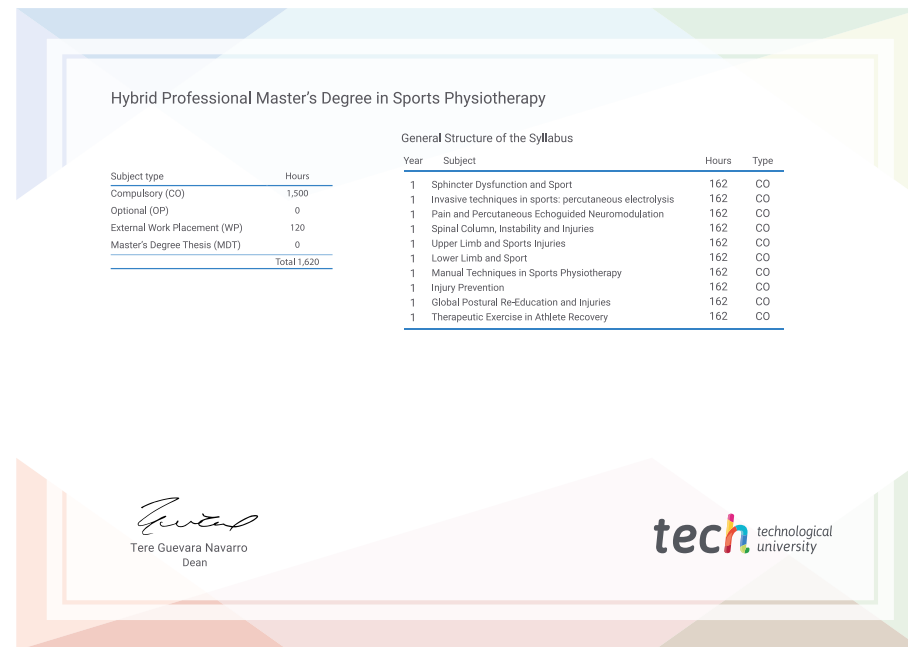 Hybrid Professional Master's Degree in Sports Physiotherapy
Subject type Hours
Compulsory (CO) 1,500
Optional (OP) 0
External Work Placement (WP) 120
Master's Degree Thesis (MDT) 0
Total 1,620
General Structure of the Syllabus
Year Subject Hours Type
1 Sphincter Dysfunction and Sport 162 CO
1 Invasive techniques in sports: percutaneous electrolysis 162 CO
1 Pain and Percutaneous Echoguided Neuromodulation 162 CO
1 Spinal Column, Instability and Injuries 162 CO
1 Upper Limb and Sports Injuries 162 CO
1 Lower Limb and Sport 162 CO
1 Manual Techniques in Sports Physiotherapy 162 CO
1 Injury Prevention 162 CO
1 Global Postural Re-Education and Injuries 162 CO
1 Therapeutic Exercise in Athlete Recovery 162 CO
Tere Guevara Navarro
Dean
tech technological
university